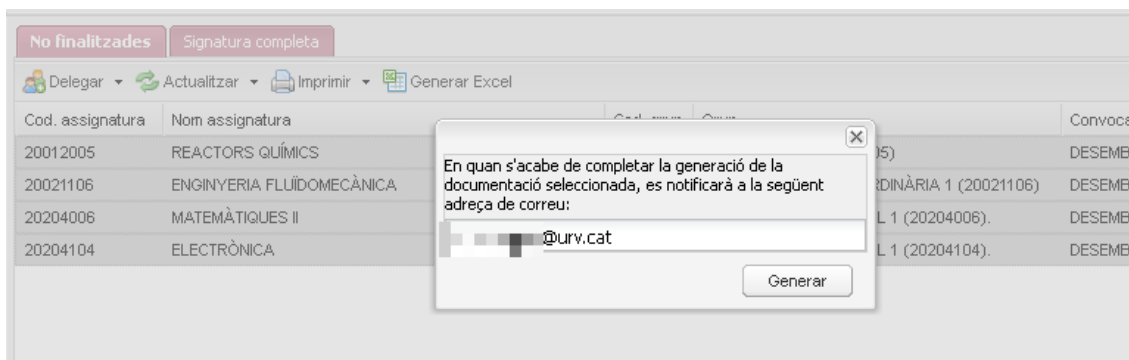 No finalitzades Signatura completa
Delegar Actualitzar Imprimir Generar Excel
Cod. assignatura Nom assignatura Convoca
20012005 REACTORS QUÍMICS 05) DESEMB
20021106 ENGINYERIA FLUÏDOMECÀNICA RDINÀRIA 1 (20021106) DESEMB
20204006 MATEMÀTIQUES II L 1 (20204006). DESEMB
20204104 ELECTRÒNICA L 1 (20204104). DESEMB
En quan s'acabe de completar la generació de la
documentació seleccionada, es notificarà a la següent
adreça de correu:
@urv.cat
Generar